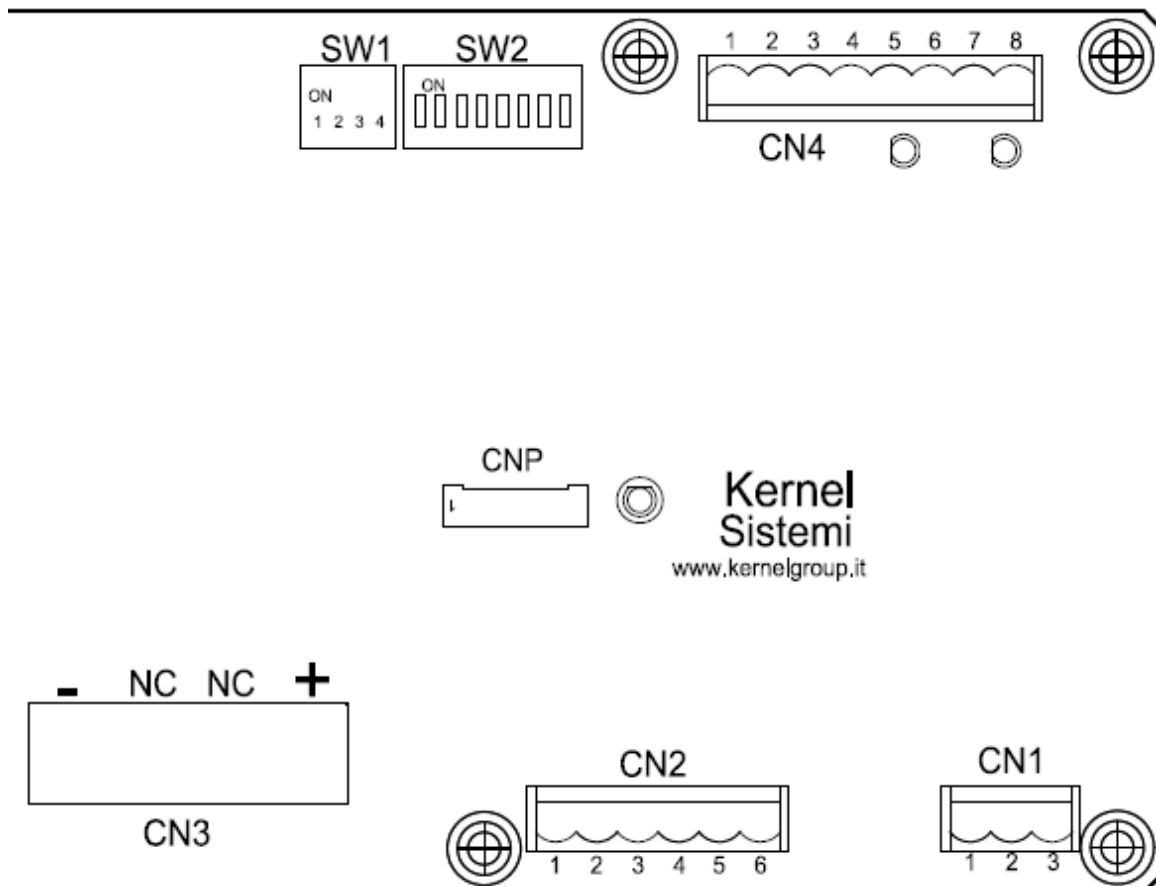 SW1 SW2
1 2 3 4 5 6 7 8
ON
ON
1 2 3 4
CN4
CNP
1
Kernel
Sistemi
www.kernelgroup.it
- NC NC +
CN3
CN2
1 2 3 4 5 6
CN1
1 2 3